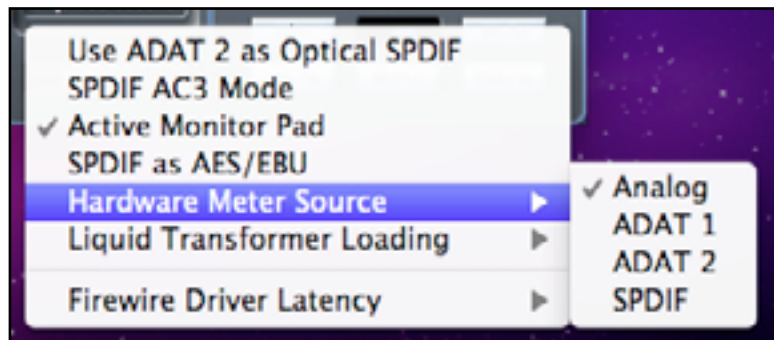 Use ADAT 2 as Optical SPDIF
SPDIF AC3 Mode
✓ Active Monitor Pad
SPDIF as AES/EBU
Hardware Meter Source ▶
Liquid Transformer Loading ▶
Firewire Driver Latency ▶
✓ Analog
ADAT 1
ADAT 2
SPDIF